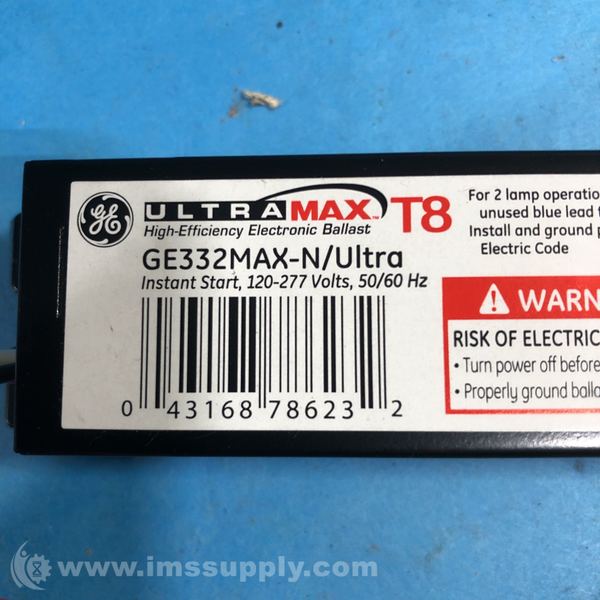 GE
ULTRAMAX™ T8
High-Efficiency Electronic Ballast
GE332MAX-N/Ultra
Instant Start, 120-277 Volts, 50/60 Hz
0 43168 78623 2
For 2 lamp operatio
unused blue lead
Install and ground
Electric Code
WARN
RISK OF ELECTRIC
• Turn power off before
• Properly ground balla
www.imssupply.com